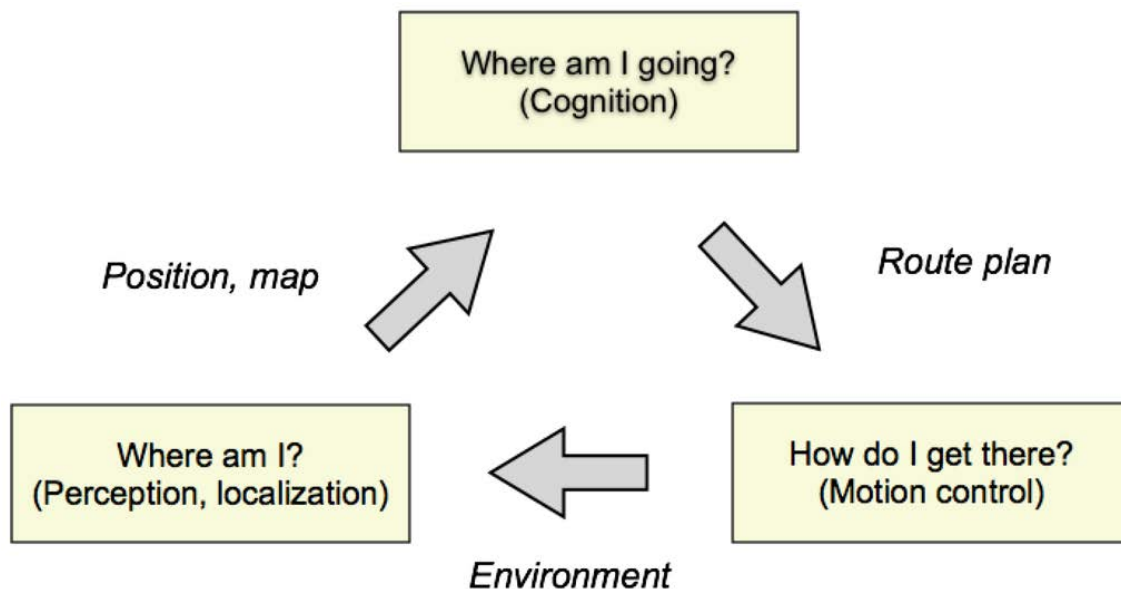 Where am I going?
(Cognition)
Position, map
Route plan
Where am I?
(Perception, localization)
How do I get there?
(Motion control)
Environment